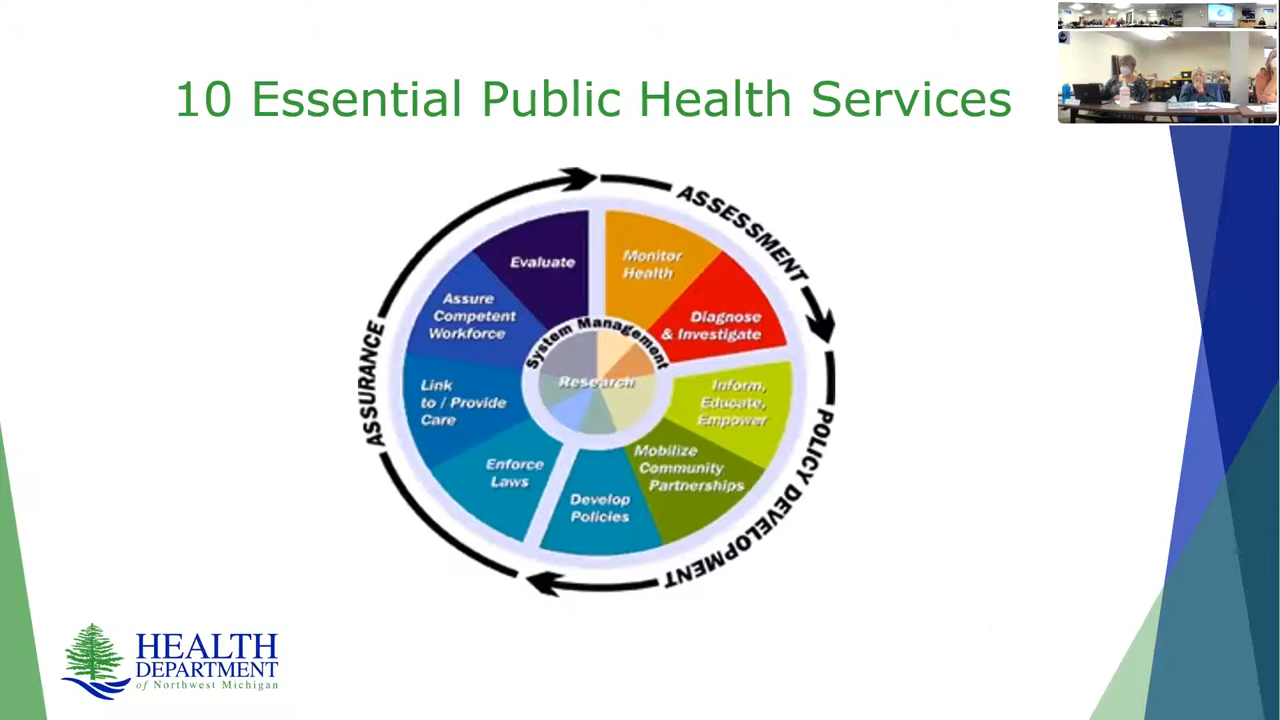 10 Essential Public Health Services
ASSESSMENT
POLICY DEVELOPMENT
ASSURANCE
Monitor
Health
Diagnose
& Investigate
Inform,
Educate,
Empower
Mobilize
Community
Partnerships
Develop
Policies
Enforce
Laws
Link
to / Provide
Care
Assure
Competent
Workforce
Evaluate
System Management
Research
HEALTH
DEPARTMENT
of Northwest Michigan